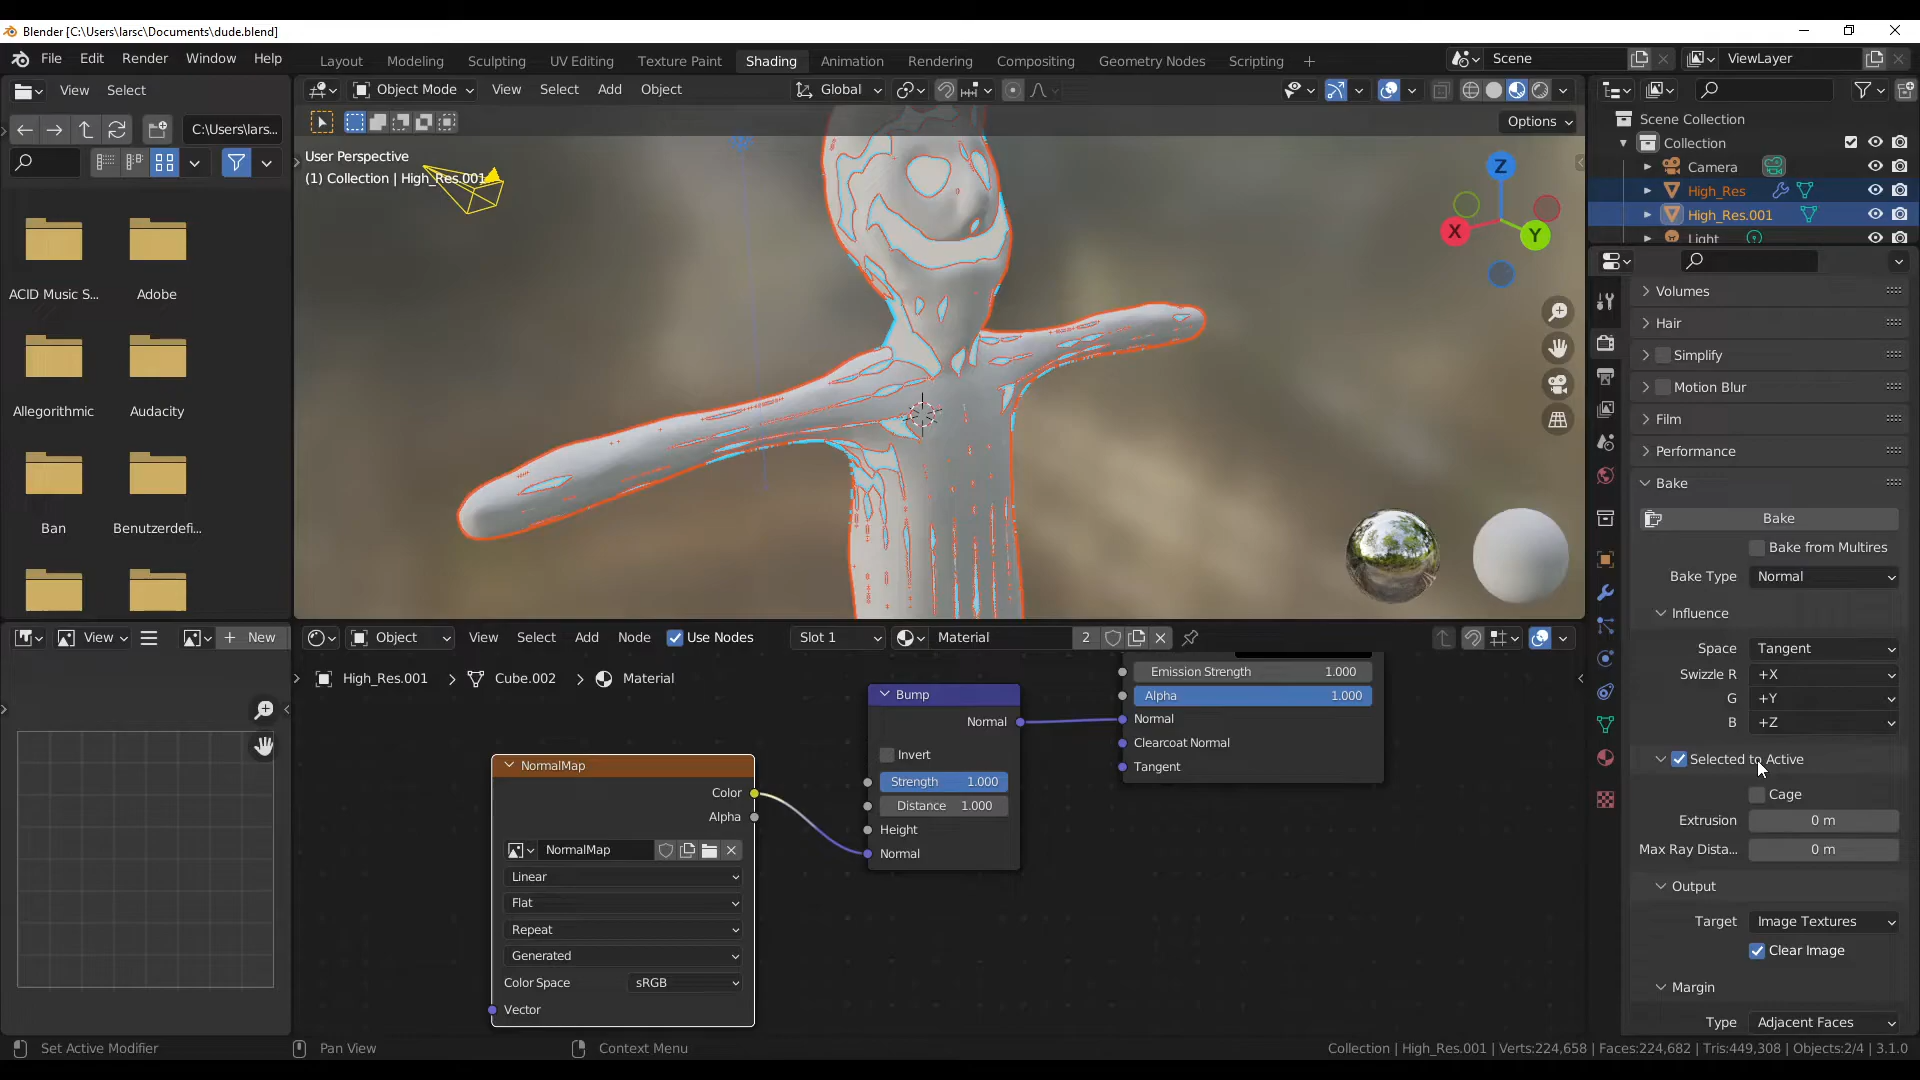 Blender [C:\Users\larsc\Documents\dude.blend]
File Edit Render Window Help
Layout Modeling Sculpting UV Editing Texture Paint Shading Animation Rendering Compositing Geometry Nodes Scripting
Scene
ViewLayer
View Select
Object Mode View Select Add Object
Global
C:\Users\lars...
Options
User Perspective
(1) Collection | High_Res.001
Z
X
Y
ACID Music S... Adobe
Allegorithmic Audacity
Ban Benutzerdefi...
Scene Collection
Collection
Camera
High_Res
High_Res.001
Light
Volumes
Hair
Simplify
Motion Blur
Film
Performance
Bake
Bake
Bake from Multires
Bake Type Normal
Influence
Space Tangent
Swizzle R +X
G +Y
B +Z
Selected to Active
Cage
Extrusion 0 m
Max Ray Dista... 0 m
Output
Target Image Textures
Clear Image
Margin
Type Adjacent Faces
View
New
Object View Select Add Node Use Nodes Slot 1 Material 2
High_Res.001 Cube.002 Material
NormalMap
Color
Alpha
NormalMap
Linear
Flat
Repeat
Generated
Color Space sRGB
Vector
Bump
Normal
Invert
Strength 1.000
Distance 1.000
Height
Normal
Emission Strength 1.000
Alpha 1.000
Normal
Clearcoat Normal
Tangent
Set Active Modifier Pan View Context Menu
Collection | High_Res.001 | Verts:224,658 | Faces:224,682 | Tris:449,308 | Objects:2/4 | 3.1.0